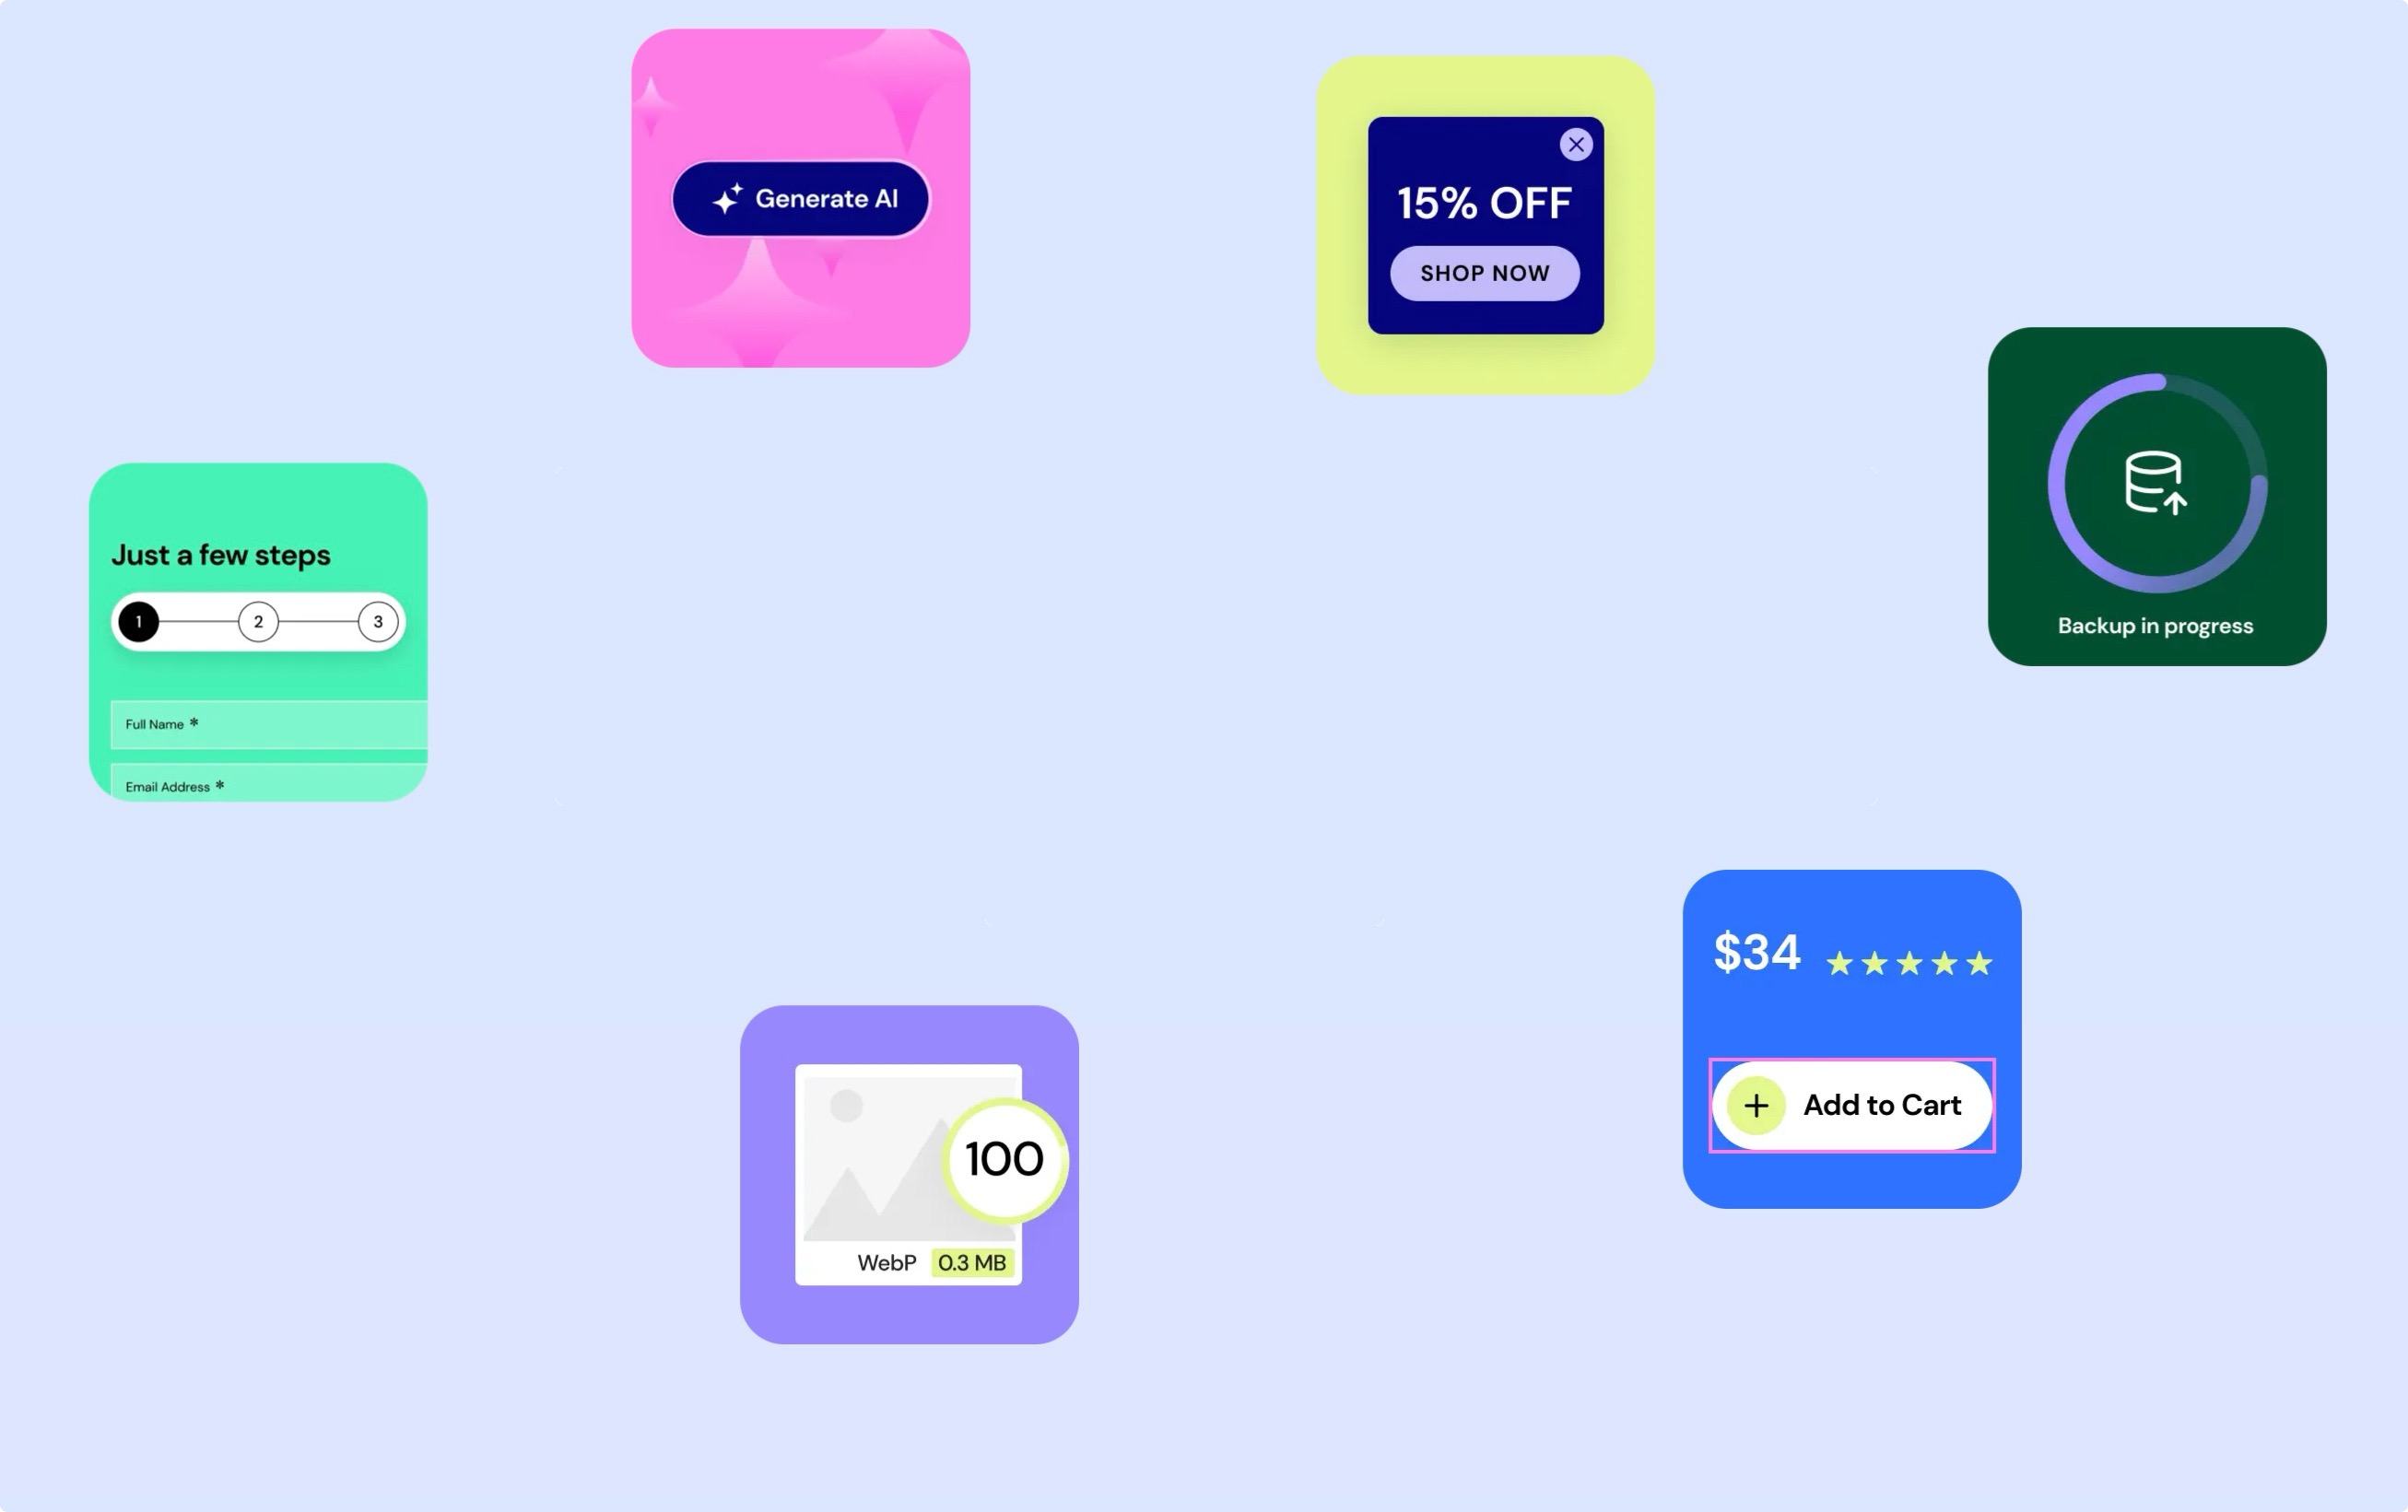 Generate AI
15% OFF
SHOP NOW
Backup in progress
Just a few steps
1 2 3
Full Name *
Email Address *
$34
Add to Cart
100
WebP 0.3 MB